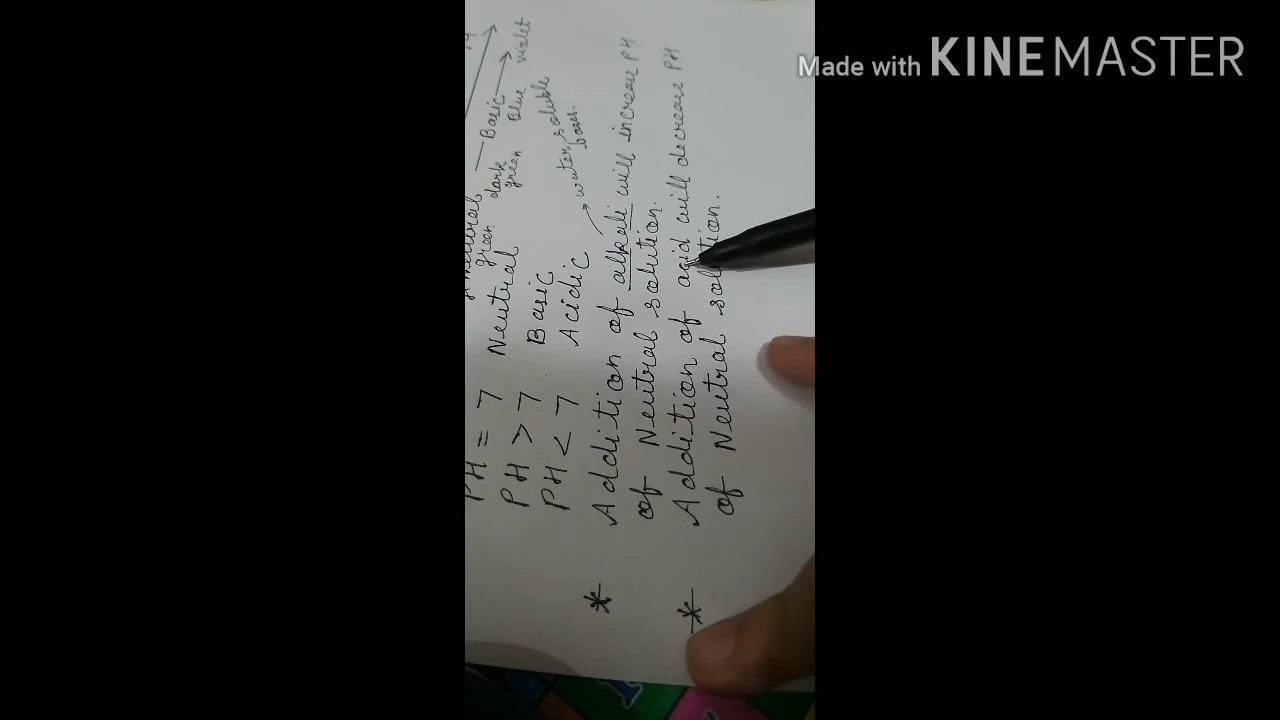 Made with KINEMASTER
14
neutral — Basic →
green dark green Blue violet
PH = 7 Neutral
PH > 7 Basic
PH < 7 Acidic
→ water soluble
bases.
* Addition of alkali will increase PH
of Neutral solution.
* Addition of acid will decrease PH
of Neutral solution.